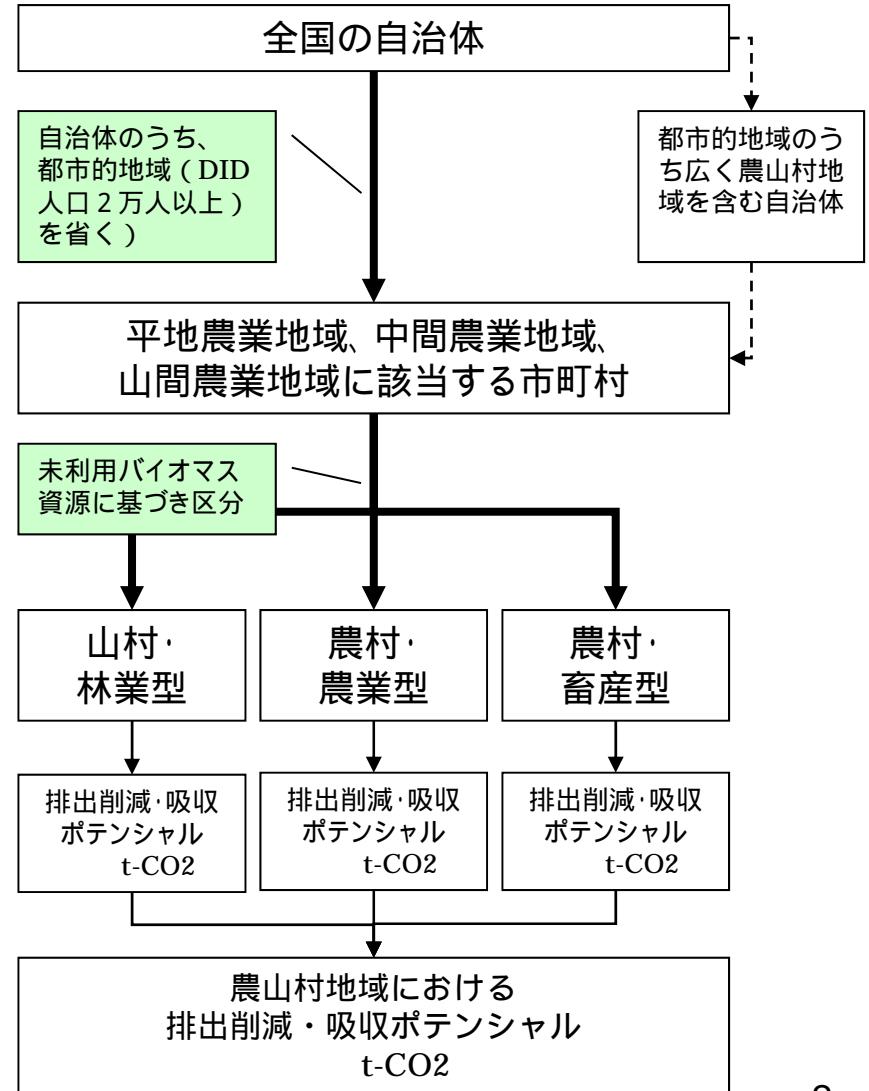 全国の自治体
自治体のうち、
都市的地域（DID
人口２万人以上）
を省く）
都市的地域のう
ち広く農山村地
域を含む自治体
平地農業地域、中間農業地域、
山間農業地域に該当する市町村
未利用バイオマス
資源に基づき区分
山村・
林業型
農村・
農業型
農村・
畜産型
排出削減・吸収
ポテンシャル
t-CO2
排出削減・吸収
ポテンシャル
t-CO2
排出削減・吸収
ポテンシャル
t-CO2
農山村地域における
排出削減・吸収ポテンシャル
t-CO2